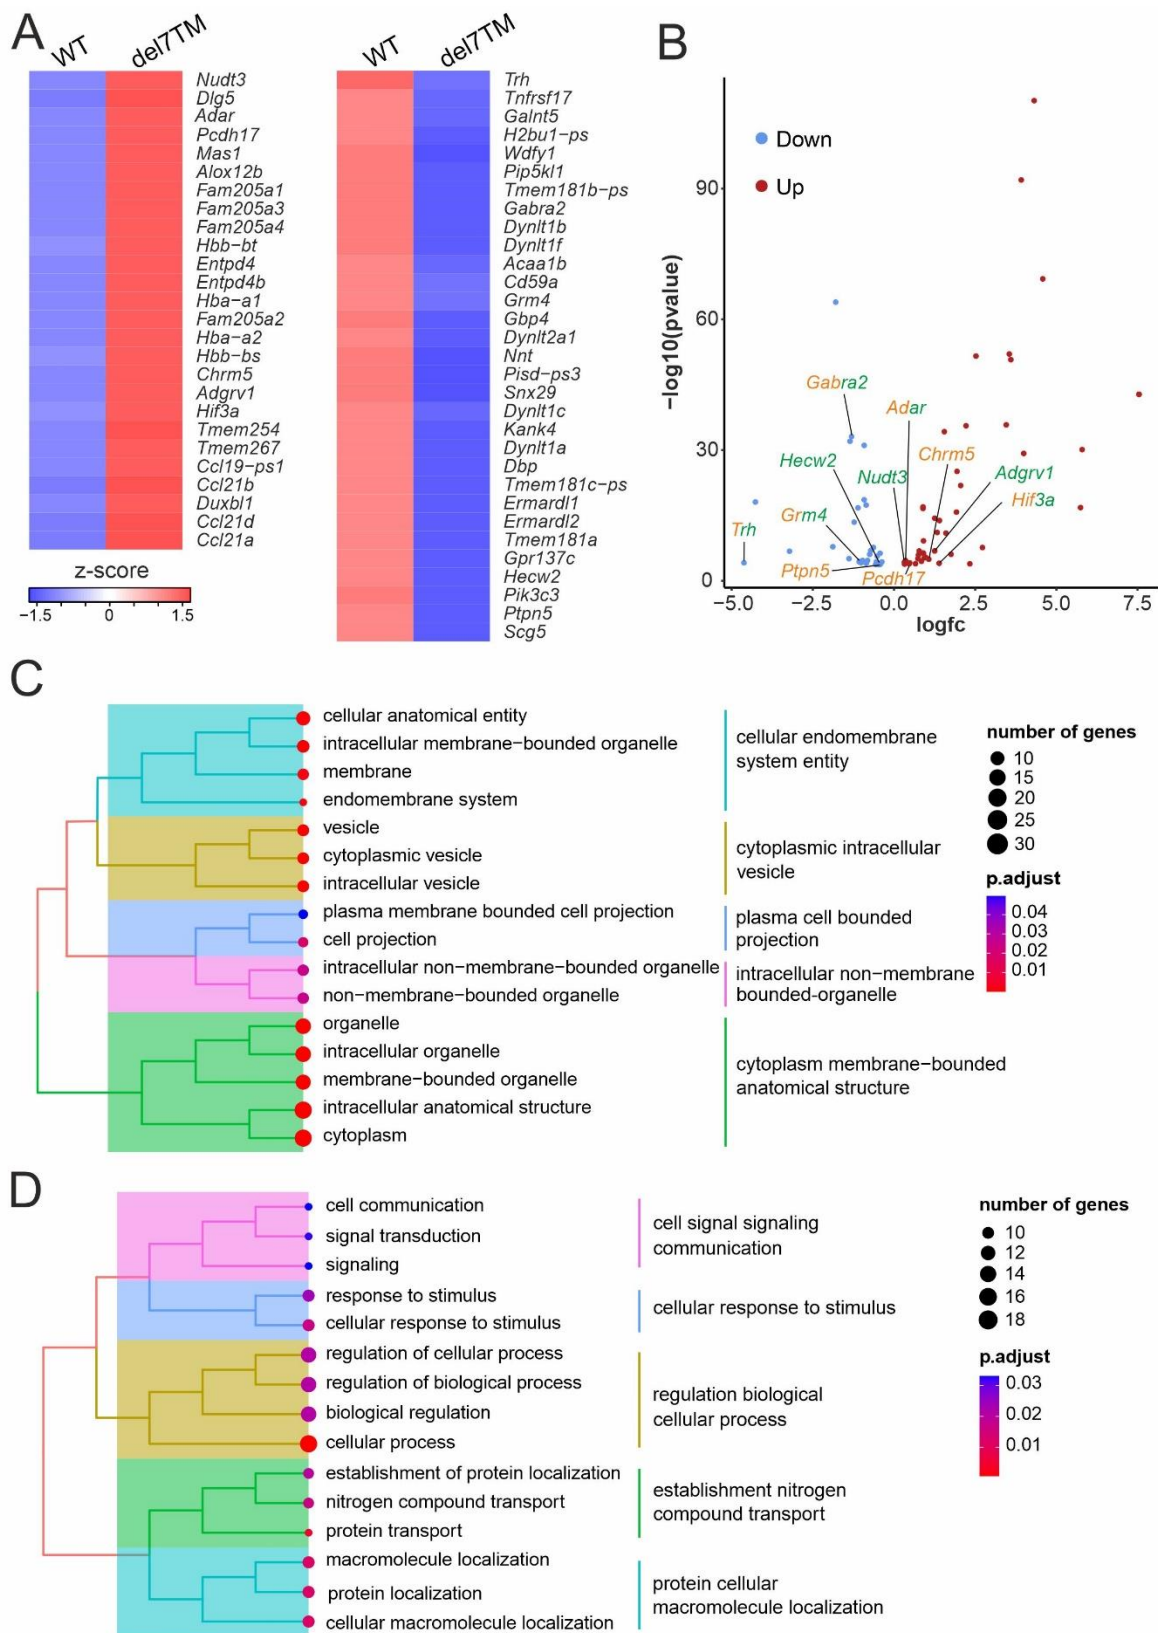 A
WT
del7TM
Nudt3
Dlg5
Adar
Pcdh17
Mas1
Alox12b
Fam205a1
Fam205a3
Fam205a4
Hbb−bt
Entpd4
Entpd4b
Hba−a1
Fam205a2
Hba−a2
Hbb−bs
Chrm5
Adgrv1
Hif3a
Tmem254
Tmem267
Ccl19−ps1
Ccl21b
Duxbl1
Ccl21d
Ccl21a
z−score
−1.5 0 1.5
WT
del7TM
Trh
Tnfrsf17
Galnt5
H2bu1−ps
Wdfy1
Pip5kl1
Tmem181b−ps
Gabra2
Dynlt1b
Dynlt1f
Acaa1b
Cd59a
Grm4
Gbp4
Dynlt2a1
Nnt
Pisd−ps3
Snx29
Dynlt1c
Kank4
Dynlt1a
Dbp
Tmem181c−ps
Ermardl1
Ermardl2
Tmem181a
Gpr137c
Hecw2
Pik3c3
Ptpn5
Scg5
B
−log10(pvalue)
90
60
30
0
Down
Up
Gabra2
Adar
Hecw2
Nudt3
Chrm5
Adgrv1
Hif3a
Trh
Grm4
Ptpn5
Pcdh17
−5.0 −2.5 0.0 2.5 5.0 7.5
logfc
C
cellular anatomical entity
intracellular membrane−bounded organelle
membrane
endomembrane system
vesicle
cytoplasmic vesicle
intracellular vesicle
plasma membrane bounded cell projection
cell projection
intracellular non−membrane−bounded organelle
non−membrane−bounded organelle
organelle
intracellular organelle
membrane−bounded organelle
intracellular anatomical structure
cytoplasm
cellular endomembrane
system entity
cytoplasmic intracellular
vesicle
plasma cell bounded
projection
intracellular non−membrane
bounded−organelle
cytoplasm membrane−bounded
anatomical structure
number of genes
10
15
20
25
30
p.adjust
0.04
0.03
0.02
0.01
D
cell communication
signal transduction
signaling
response to stimulus
cellular response to stimulus
regulation of cellular process
regulation of biological process
biological regulation
cellular process
establishment of protein localization
nitrogen compound transport
protein transport
macromolecule localization
protein localization
cellular macromolecule localization
cell signal signaling
communication
cellular response to stimulus
regulation biological
cellular process
establishment nitrogen
compound transport
protein cellular
macromolecule localization
number of genes
10
12
14
16
18
p.adjust
0.03
0.02
0.01